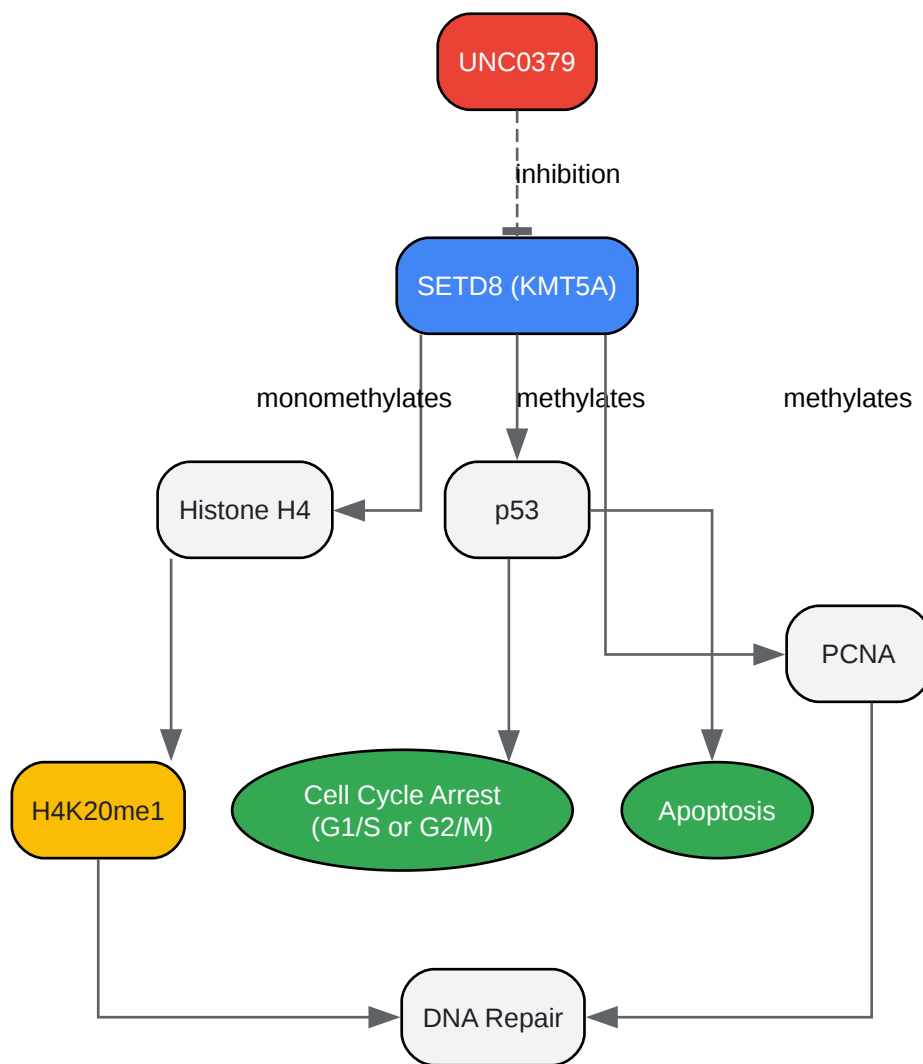 UNC0379
inhibition
SETD8 (KMT5A)
monomethylates
methylates
methylates
Histone H4
p53
PCNA
H4K20me1
Cell Cycle Arrest
(G1/S or G2/M)
Apoptosis
DNA Repair